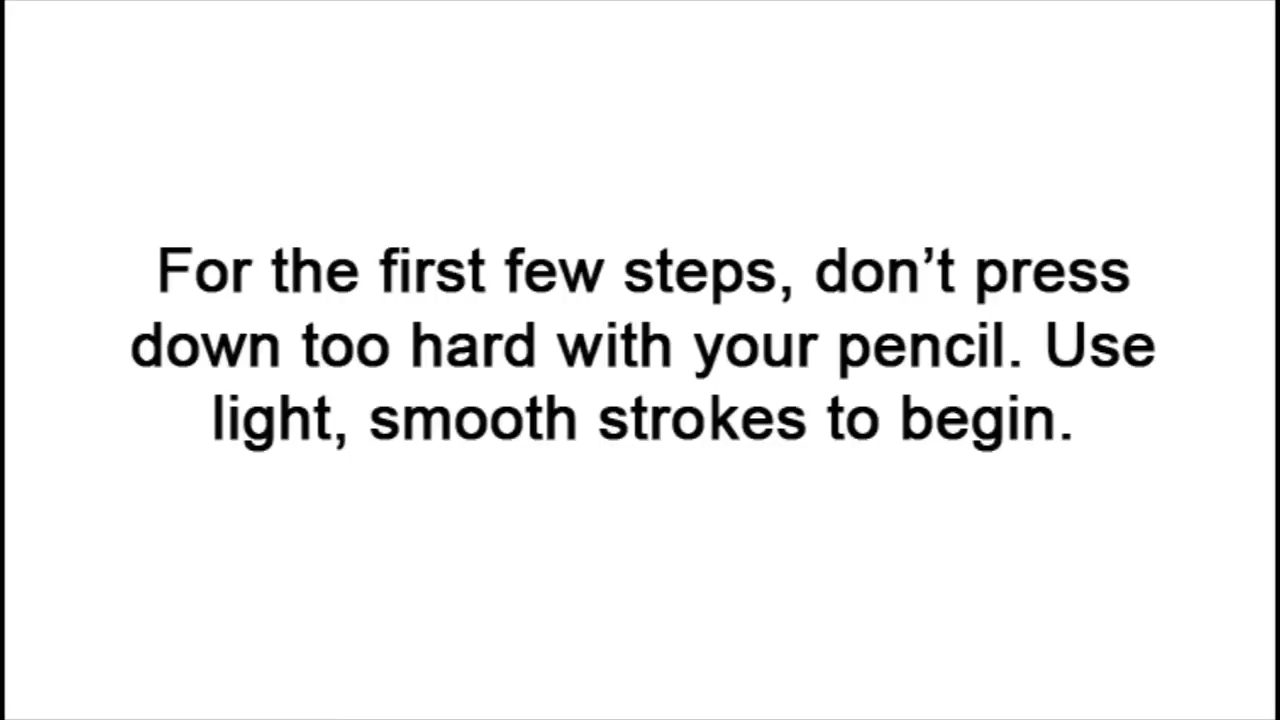 For the first few steps, don’t press
down too hard with your pencil. Use
light, smooth strokes to begin.